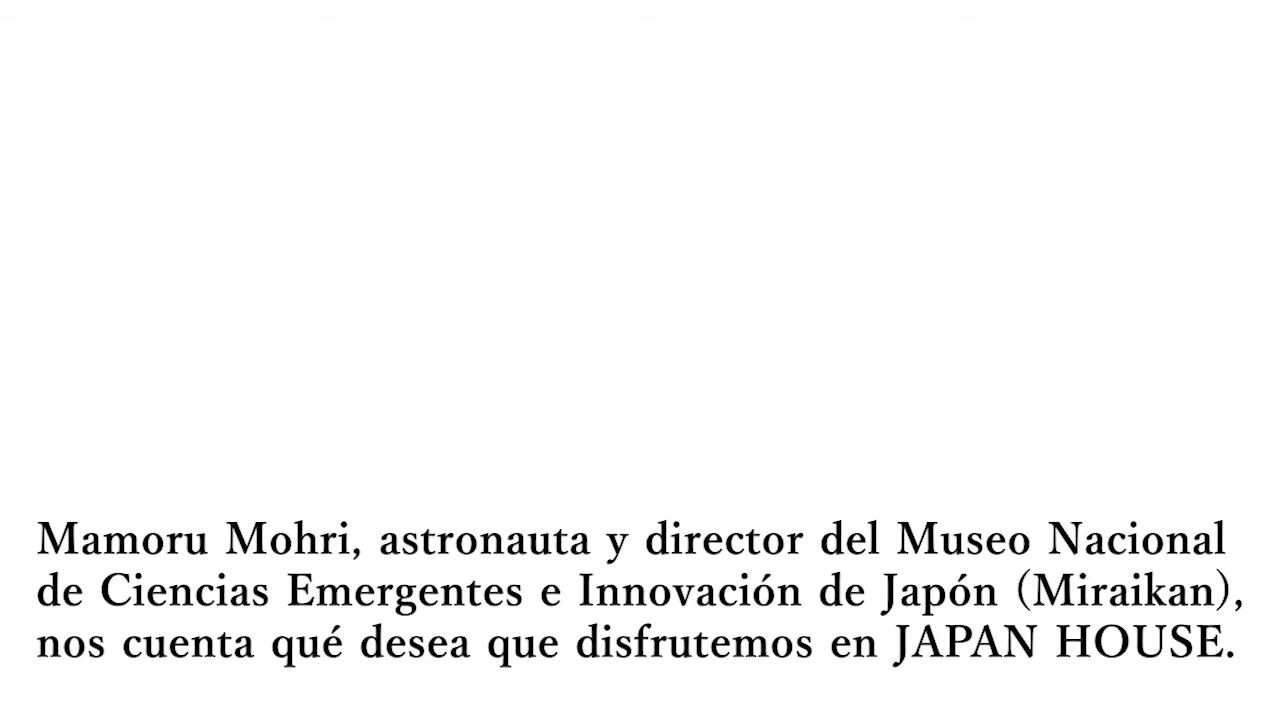 Mamoru Mohri, astronauta y director del Museo Nacional
de Ciencias Emergentes e Innovación de Japón (Miraikan),
nos cuenta qué desea que disfrutemos en JAPAN HOUSE.